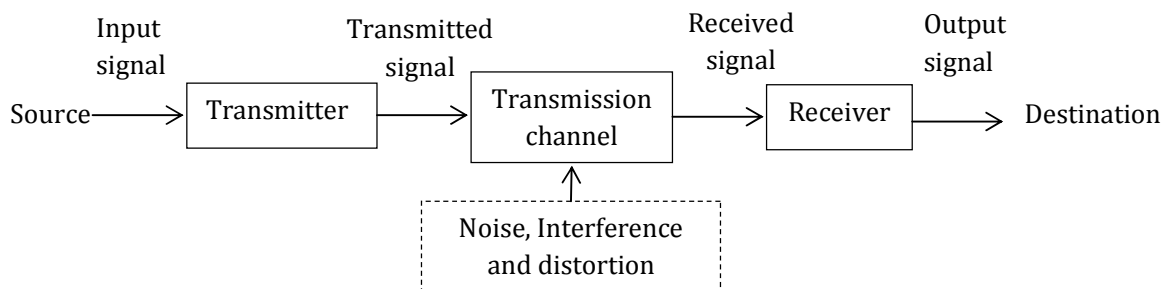 Input
signal
Transmitted
signal
Received
signal
Output
signal
Source
Transmitter
Transmission
channel
Receiver
Destination
Noise, Interference
and distortion